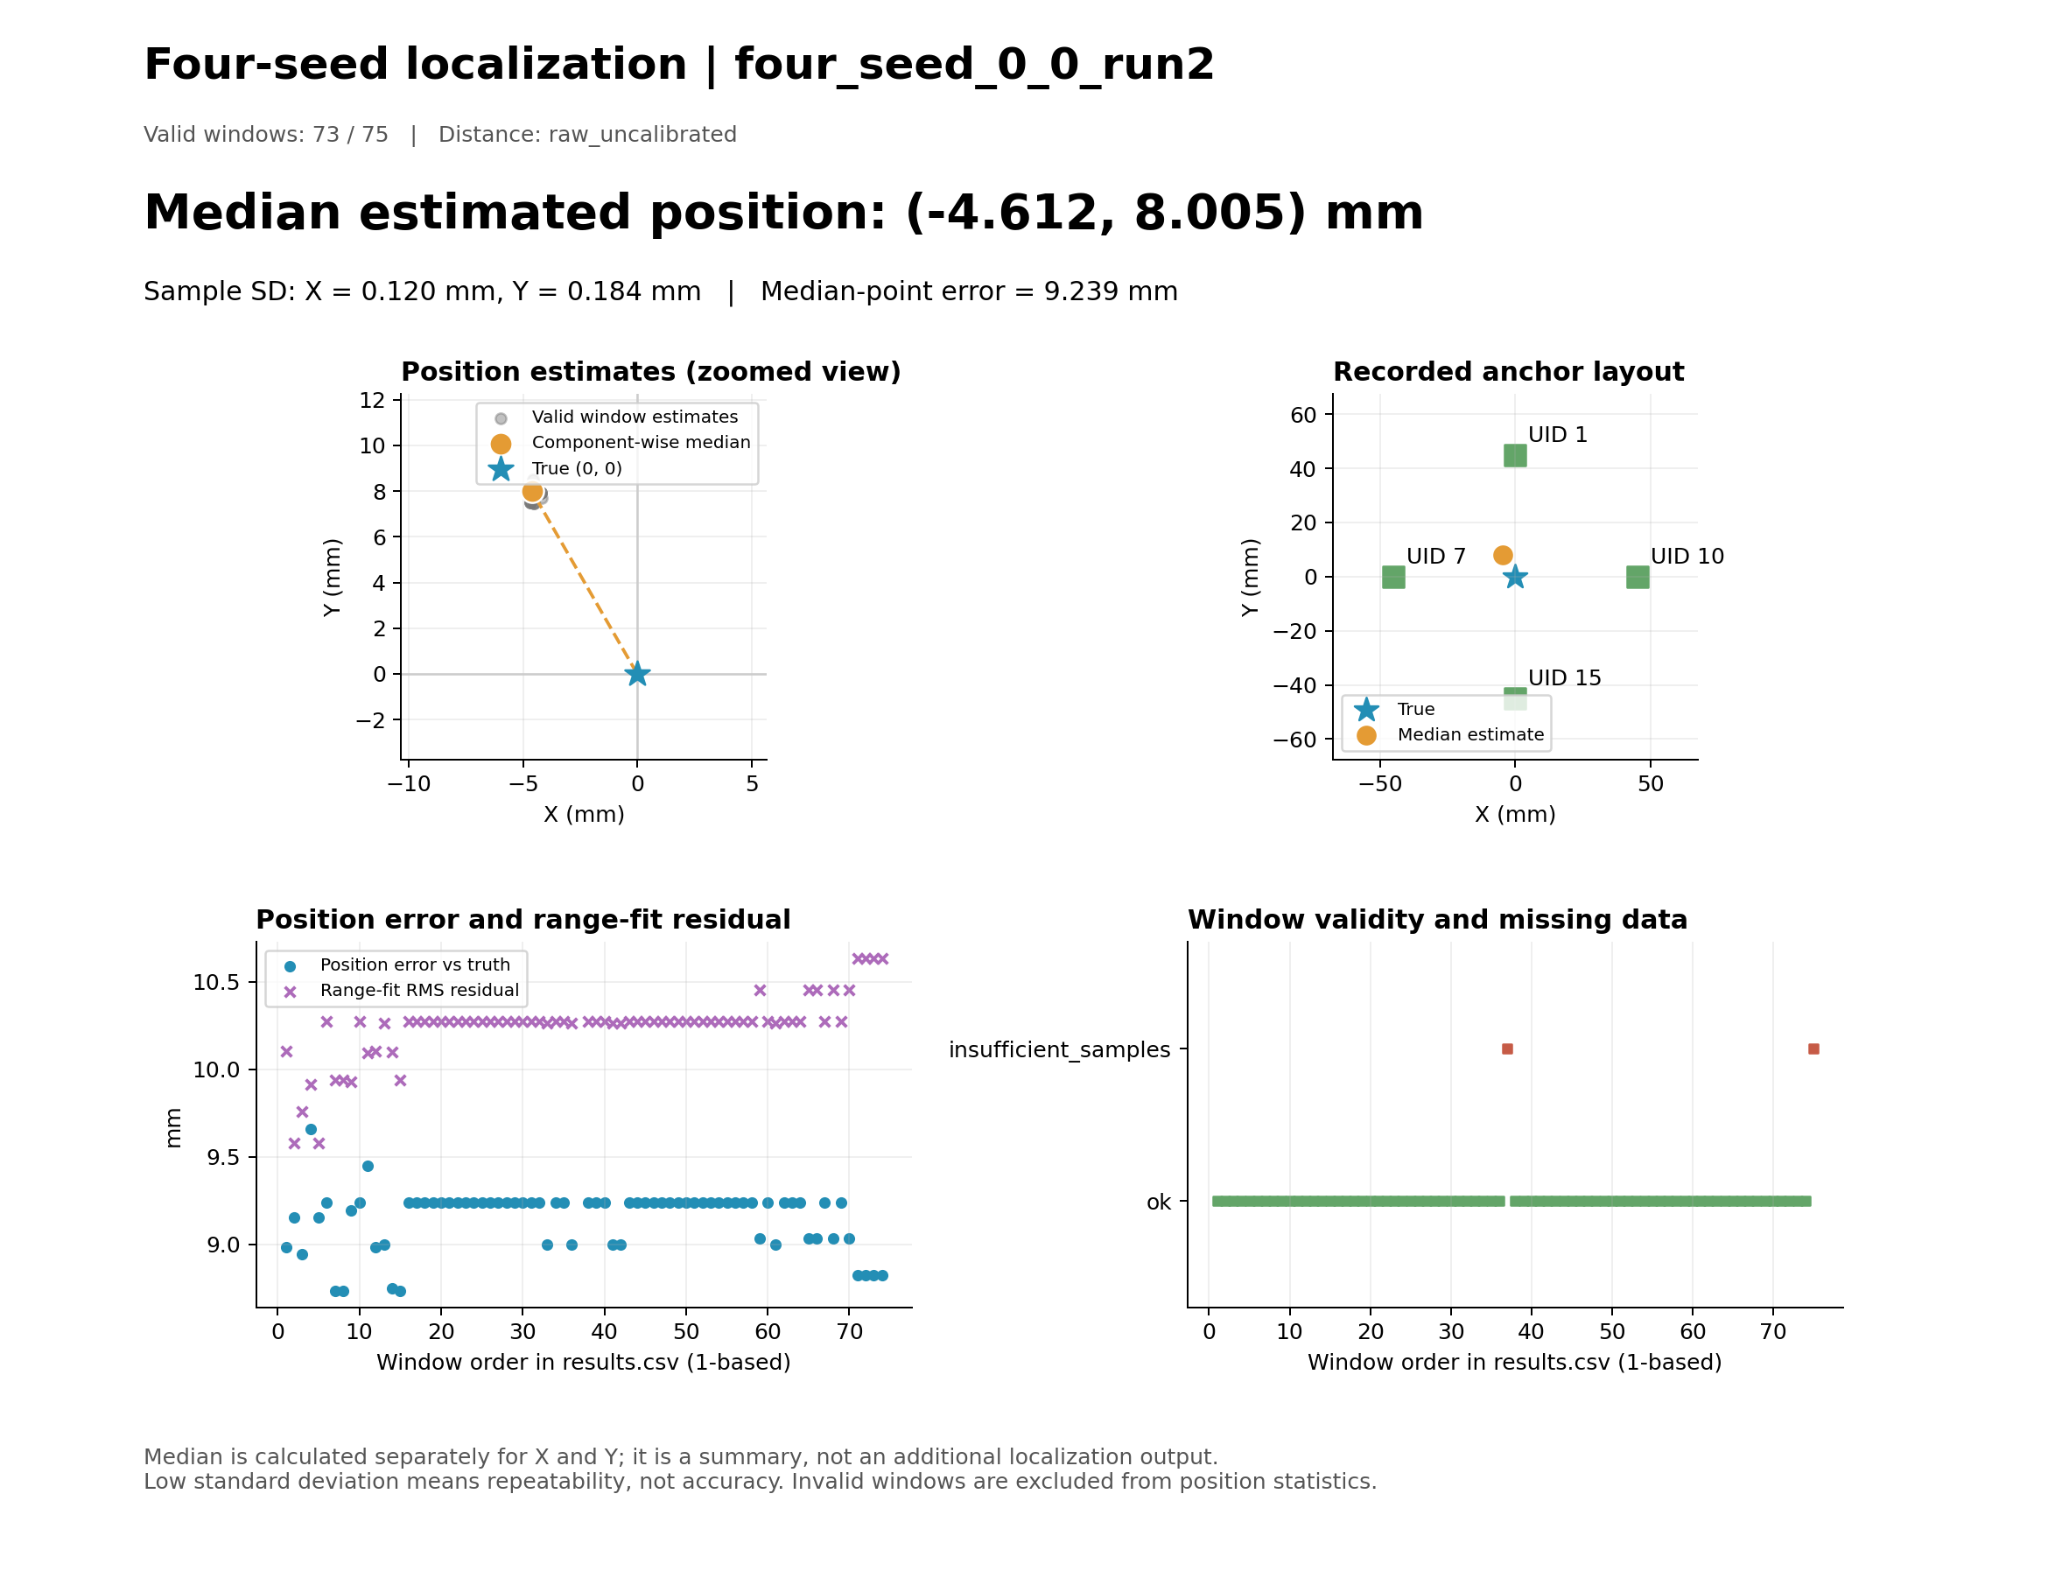 Four-seed localization | four_seed_0_0_run2
Valid windows: 73 / 75 | Distance: raw_uncalibrated
Median estimated position: (-4.612, 8.005) mm
Sample SD: X = 0.120 mm, Y = 0.184 mm | Median-point error = 9.239 mm
Position estimates (zoomed view)
Valid window estimates
Component-wise median
True (0, 0)
12
10
8
6
4
2
0
−2
Y (mm)
−10 −5 0 5
X (mm)
Recorded anchor layout
UID 1
UID 7
UID 10
UID 15
True
Median estimate
60
40
20
0
−20
−40
−60
Y (mm)
−50 0 50
X (mm)
Position error and range-fit residual
Position error vs truth
Range-fit RMS residual
10.5
10.0
9.5
9.0
mm
0 10 20 30 40 50 60 70
Window order in results.csv (1-based)
Window validity and missing data
insufficient_samples
ok
0 10 20 30 40 50 60 70
Window order in results.csv (1-based)
Median is calculated separately for X and Y; it is a summary, not an additional localization output.
Low standard deviation means repeatability, not accuracy. Invalid windows are excluded from position statistics.